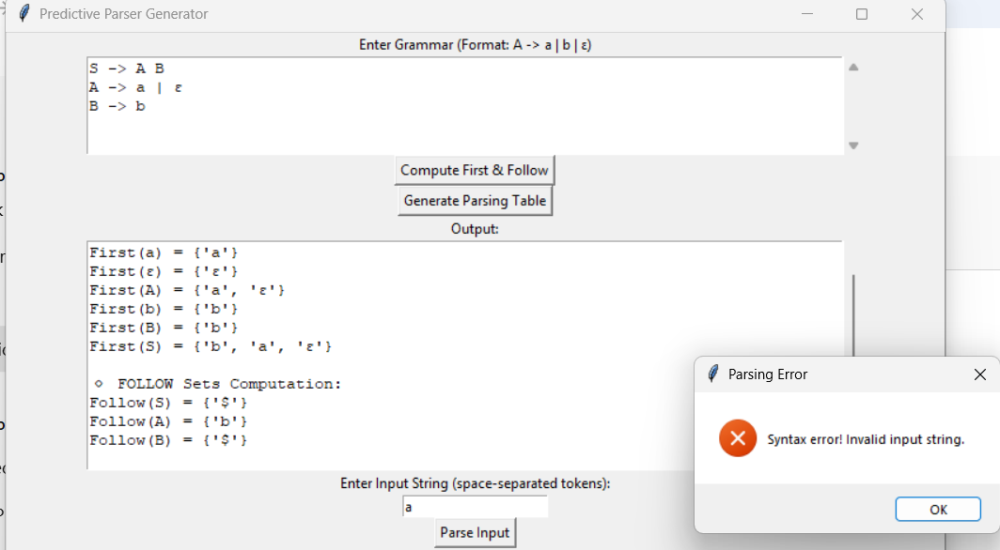 Predictive Parser Generator
Enter Grammar (Format: A -> a | b | ε)
S -> A B
A -> a | ε
B -> b
Compute First & Follow
Generate Parsing Table
Output:
First(a) = {'a'}
First(ε) = {'ε'}
First(A) = {'a', 'ε'}
First(b) = {'b'}
First(B) = {'b'}
First(S) = {'b', 'a', 'ε'}
⋄ FOLLOW Sets Computation:
Follow(S) = {'$'}
Follow(A) = {'b'}
Follow(B) = {'$'}
Parsing Error
Syntax error! Invalid input string.
OK
Enter Input String (space-separated tokens):
a
Parse Input